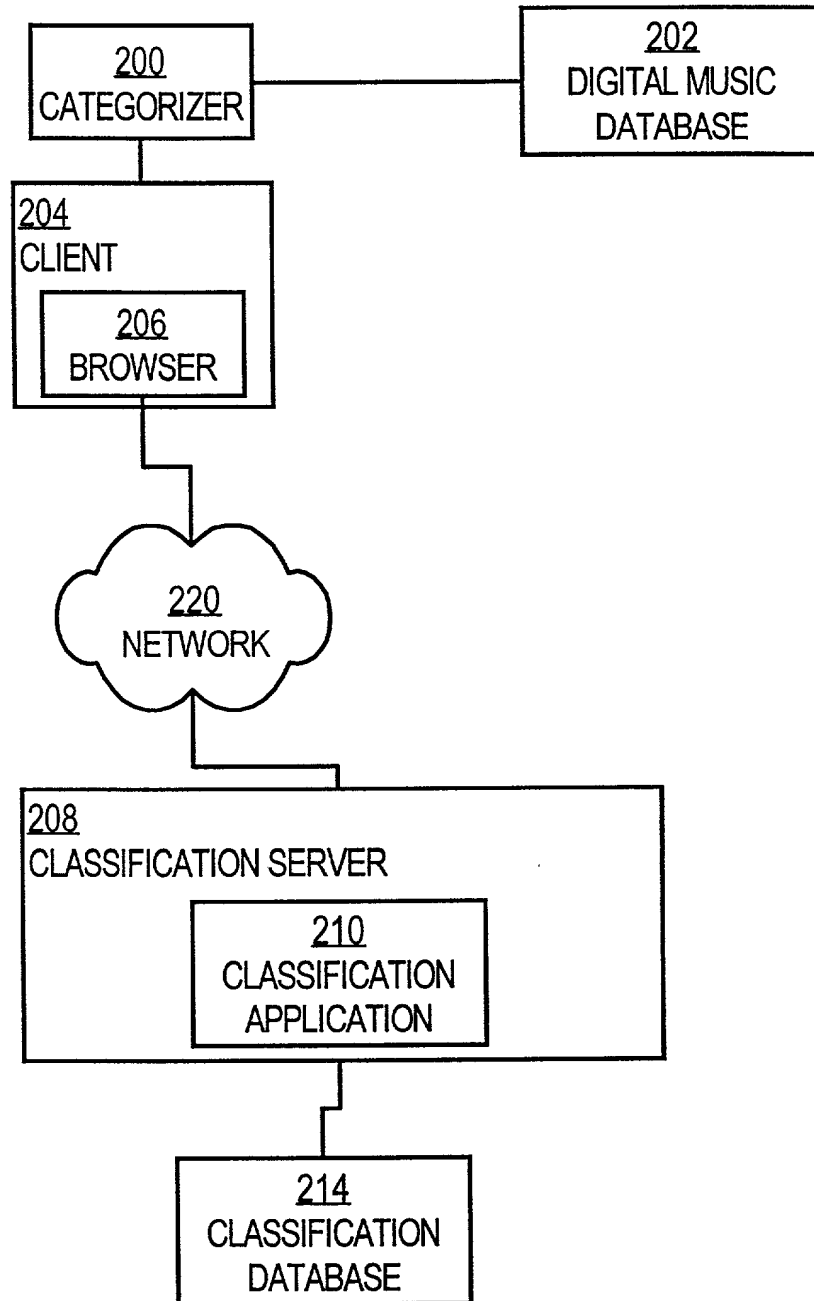 200
CATEGORIZER
202
DIGITAL MUSIC
DATABASE
204
CLIENT
206
BROWSER
220
NETWORK
208
CLASSIFICATION SERVER
210
CLASSIFICATION
APPLICATION
214
CLASSIFICATION
DATABASE